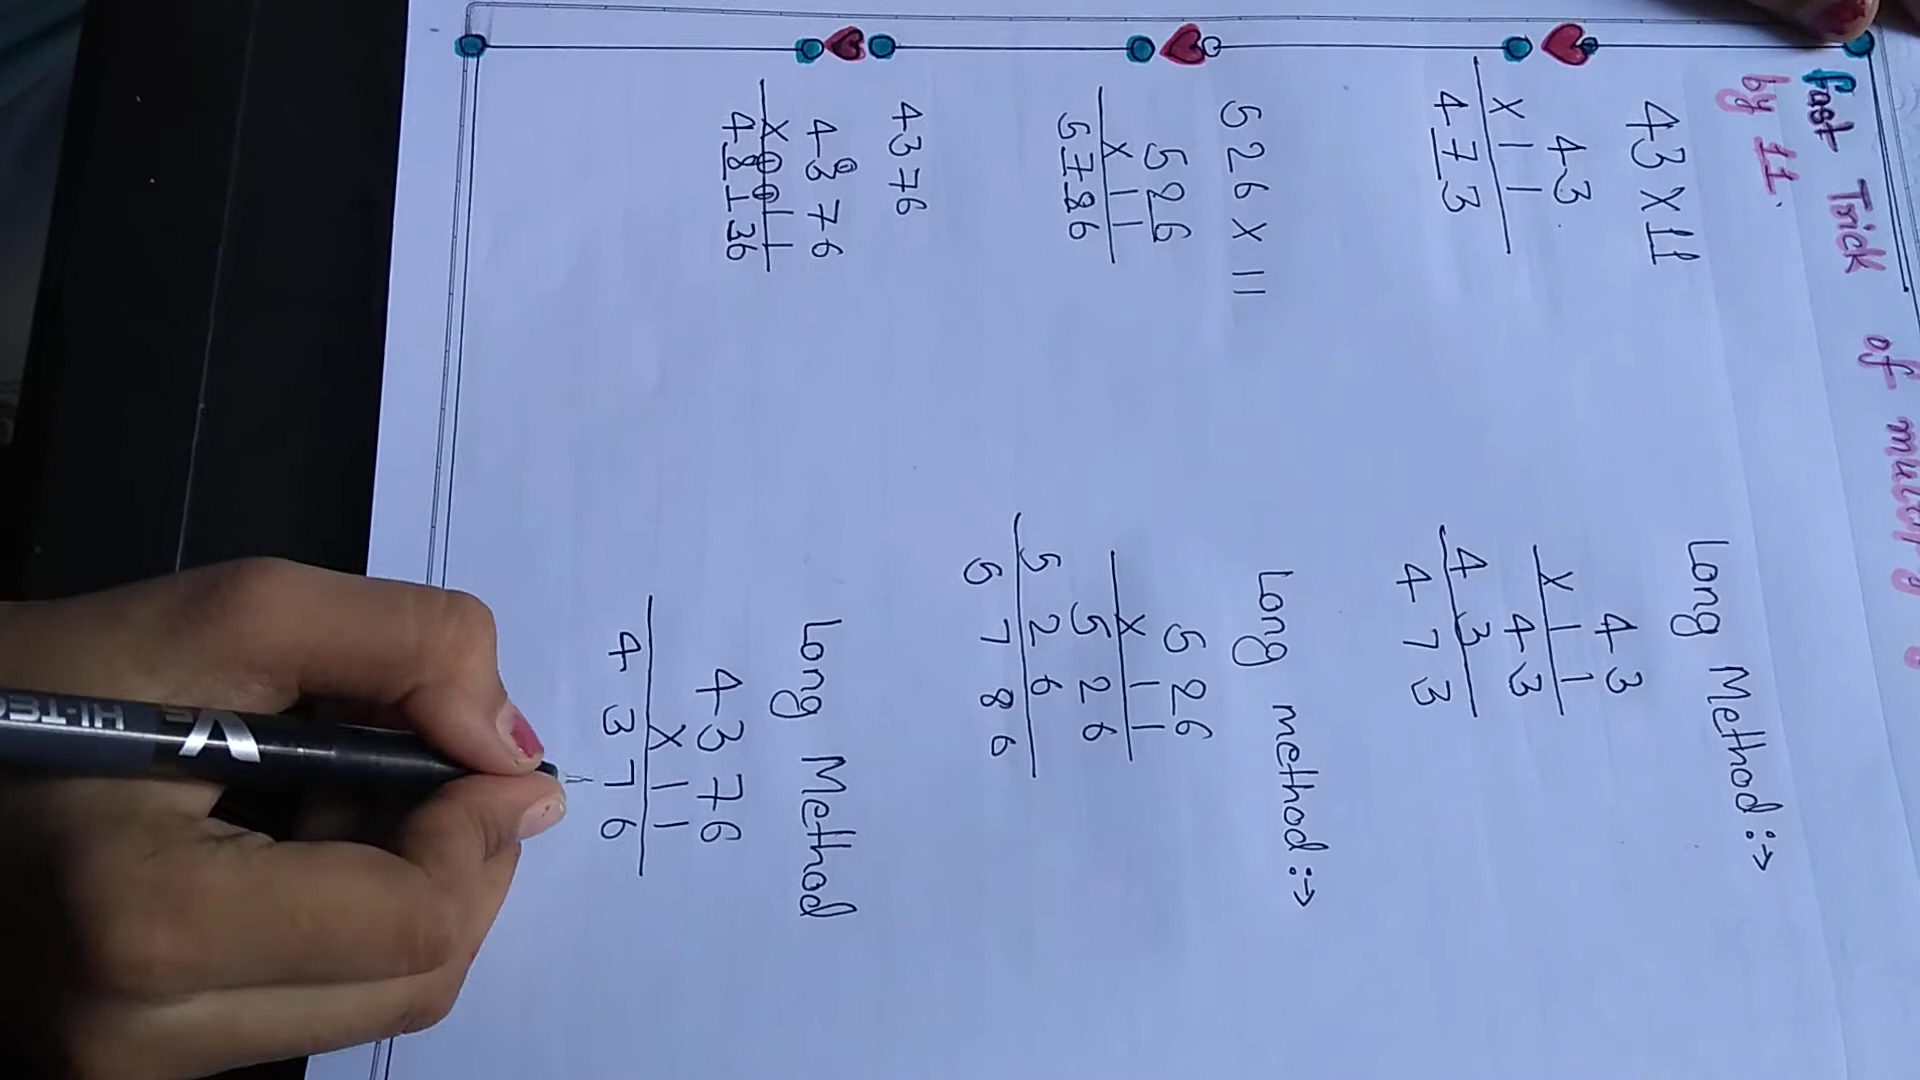 fast Trick of multiply
by 11.
43 x 11
43
x 11
473
Long Method :->
43
x 11
43
43
473
526 x 11
526
x 11
5786
Long method :->
526
x 11
526
526
5786
4376
4376
x 11
48136
Long Method
4376
x 11
4376
V5
HI-TEC